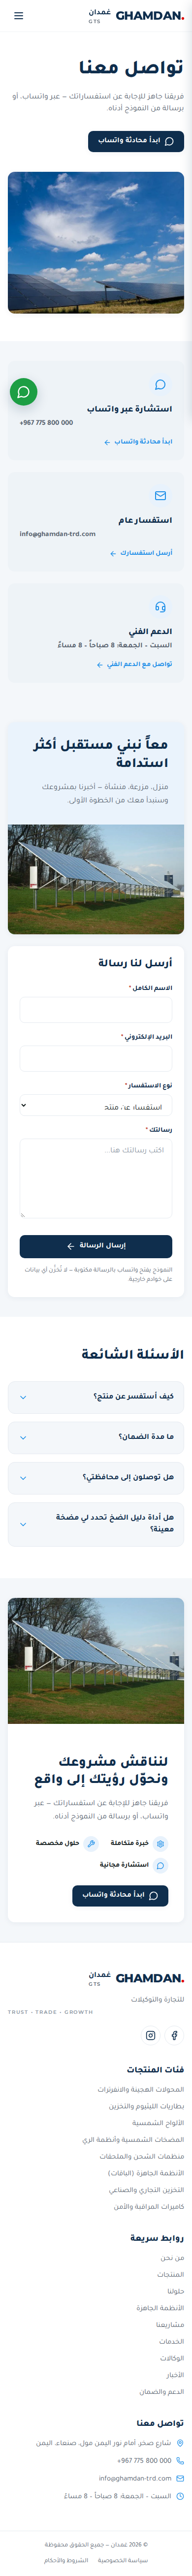 GHAMDAN.
غمدان
GTS
تواصل معنا
فريقنا جاهز للإجابة عن استفساراتك — عبر واتساب، أو
برسالة من النموذج أدناه.
ابدأ محادثة واتساب
استشارة عبر واتساب
+967 775 800 000
ابدأ محادثة واتساب
استفسار عام
info@ghamdan-trd.com
أرسل استفسارك
الدعم الفني
السبت – الجمعة: 8 صباحاً – 8 مساءً
تواصل مع الدعم الفني
معاً نبني مستقبل أكثر
استدامة
منزل، مزرعة، منشأة — أخبرنا بمشروعك
وسنبدأ معك من الخطوة الأولى.
أرسل لنا رسالة
الاسم الكامل *
البريد الإلكتروني *
نوع الاستفسار *
استفسار عن منتج
رسالتك *
اكتب رسالتك هنا...
إرسال الرسالة
النموذج يفتح واتساب بالرسالة مكتوبة — لا تُخزَّن أي بيانات
على خوادم خارجية.
الأسئلة الشائعة
كيف أستفسر عن منتج؟
ما مدة الضمان؟
هل توصلون إلى محافظتي؟
هل أداة دليل الضخ تحدد لي مضخة
معينة؟
لنناقش مشروعك
ونحوّل رؤيتك إلى واقع
فريقنا جاهز للإجابة عن استفساراتك — عبر
واتساب، أو برسالة من النموذج أدناه.
خبرة متكاملة
حلول مخصصة
استشارة مجانية
ابدأ محادثة واتساب
GHAMDAN.
غمدان
GTS
للتجارة والتوكيلات
TRUST · TRADE · GROWTH
فئات المنتجات
المحولات الهجينة والانفرترات
بطاريات الليثيوم والتخزين
الألواح الشمسية
المضخات الشمسية وأنظمة الري
منظمات الشحن والملحقات
الأنظمة الجاهزة (الباقات)
التخزين التجاري والصناعي
كاميرات المراقبة والأمن
روابط سريعة
من نحن
المنتجات
حلولنا
الأنظمة الجاهزة
مشاريعنا
الخدمات
الوكالات
الأخبار
الدعم والضمان
تواصل معنا
شارع صخر، أمام نور اليمن مول، صنعاء، اليمن
+967 775 800 000
info@ghamdan-trd.com
السبت – الجمعة: 8 صباحاً – 8 مساءً
© 2026 غمدان — جميع الحقوق محفوظة
سياسة الخصوصية
الشروط والأحكام